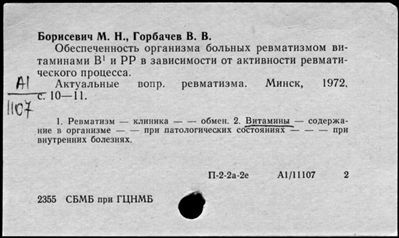 Борисевич М. Н., Горбачев В. В.
Обеспеченность организма больных ревматизмом ви-
таминами В¹ и РР в зависимости от активности ревмати-
ческого процесса.
А1
1107
Актуальные вопр. ревматизма. Минск, 1972.
с. 10—11.
1. Ревматизм — клиника — — обмен. 2. Витамины — содержа-
ние в организме — — при патологических состояниях — — — при
внутренних болезнях.
П-2-2а-2е А1/11107 2
2355 СБМБ при ГЦНМБ